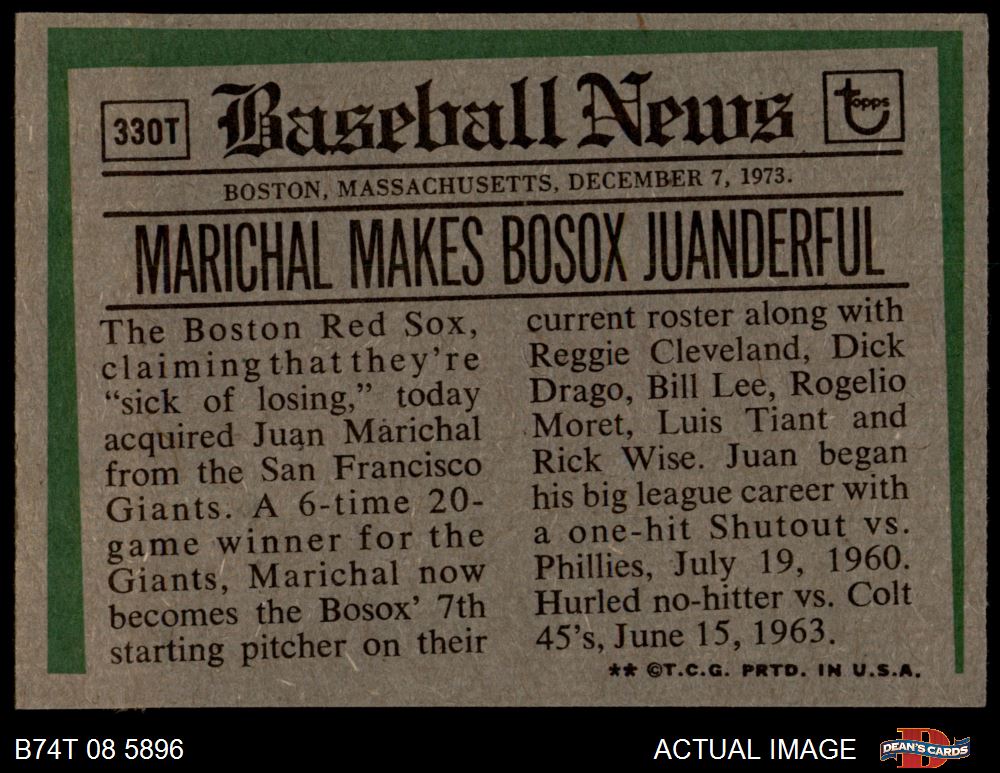 330T
Baseball News
topps
BOSTON, MASSACHUSETTS, DECEMBER 7, 1973.
MARICHAL MAKES BOSOX JUANDERFUL
The Boston Red Sox,
claiming that they're
"sick of losing," today
acquired Juan Marichal
from the San Francisco
Giants. A 6-time 20-
game winner for the
Giants, Marichal now
becomes the Bosox' 7th
starting pitcher on their
current roster along with
Reggie Cleveland, Dick
Drago, Bill Lee, Rogelio
Moret, Luis Tiant and
Rick Wise. Juan began
his big league career with
a one-hit Shutout vs.
Phillies, July 19, 1960.
Hurled no-hitter vs. Colt
45's, June 15, 1963.
** ©T.C.G. PRTD. IN U.S.A.
B74T 08 5896
ACTUAL IMAGE
DEAN'S CARDS